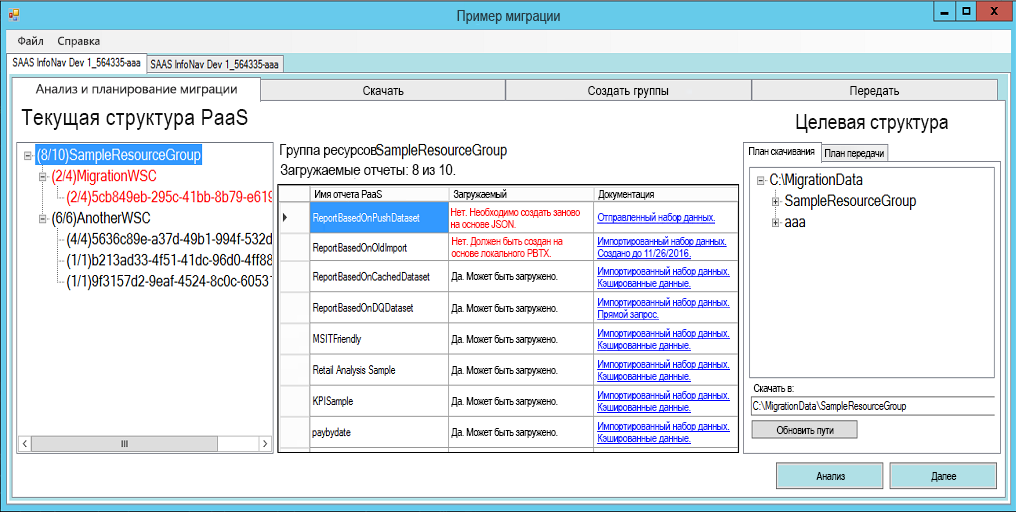 Пример миграции
Файл Справка
SAAS InfoNav Dev 1_564335-aaa SAAS InfoNav Dev 1_564335-aaa
Анализ и планирование миграции Скачать Создать группы Передать
Текущая структура PaaS
(8/10)SampleResourceGroup
(2/4)MigrationWSC
(2/4)5cb849eb-295c-41bb-8b79-e619
(6/6)AnotherWSC
(4/4)5636c89e-a37d-49b1-994f-532d
(1/1)b213ad33-4f51-41dc-96d0-4ff88
(1/1)9f3157d2-9eaf-4524-8c0c-60537
Группа ресурсовSampleResourceGroup
Загружаемые отчеты: 8 из 10.
Имя отчета PaaS Загружаемый Документация
ReportBasedOnPushDataset Нет. Необходимо создать заново Отправленный набор данных.
на основе JSON.
ReportBasedOnOldImport Нет. Должен быть создан на Импортированный набор данных.
основе локального PBTX. Создано до 11/26/2016.
ReportBasedOnCachedDataset Да. Может быть загружено. Импортированный набор данных.
Кэшированные данные.
ReportBasedOnDQDataset Да. Может быть загружено. Импортированный набор данных.
Прямой запрос.
MSITFriendly Да. Может быть загружено. Импортированный набор данных.
Кэшированные данные.
Retail Analysis Sample Да. Может быть загружено. Импортированный набор данных.
Кэшированные данные.
KPISample Да. Может быть загружено. Импортированный набор данных.
Кэшированные данные.
paybydate Да. Может быть загружено. Импортированный набор данных.
Кэшированные данные.
Целевая структура
План скачивания План передачи
C:\MigrationData
SampleResourceGroup
aaa
Скачать в:
C:\MigrationData\SampleResourceGroup
Обновить пути
Анализ Далее